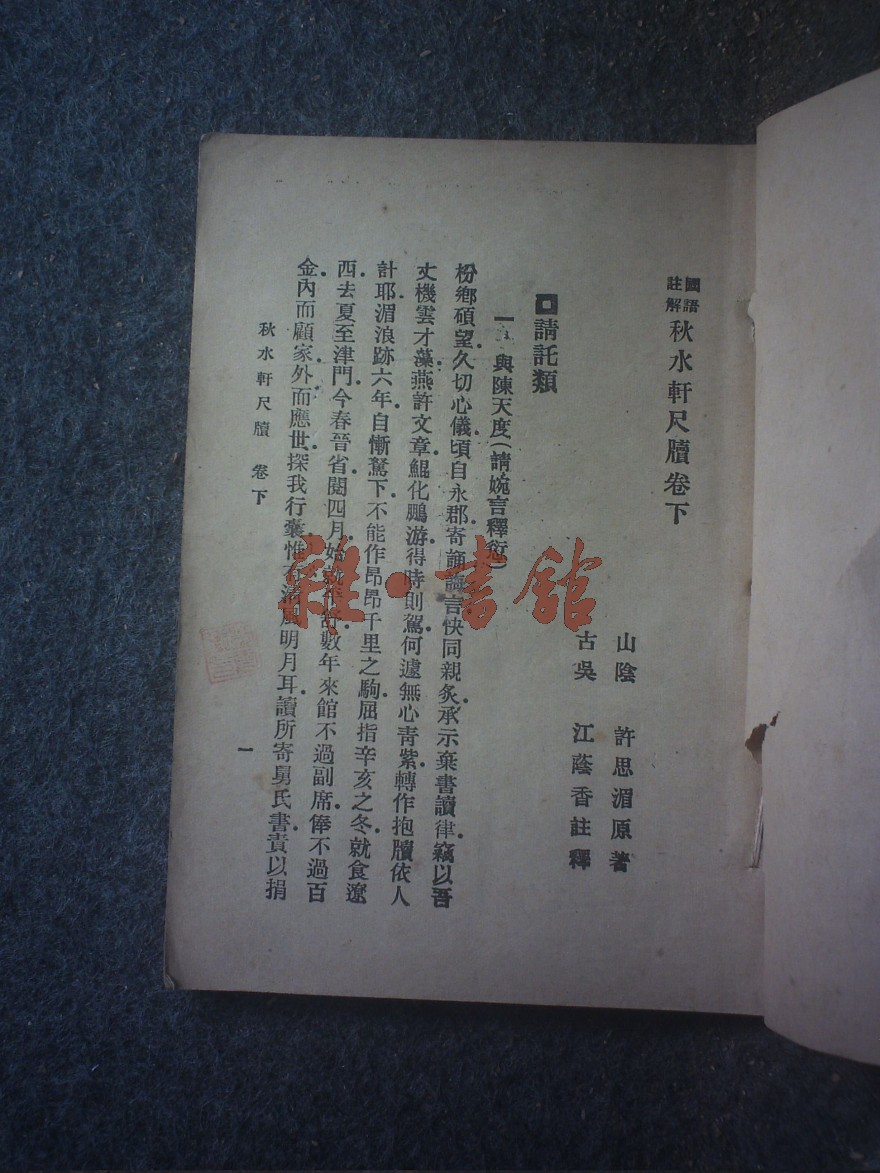 國語註解 秋水軒尺牘卷下
山陰 許思湄原著
古吳 江蔭香註釋
請託類
一 與陳天度(請婉言釋衍)
枌鄉碩望.久切心儀.頃自永郡寄誦言.快同親炙.承示棄書讀律.竊以吾
丈機雲才藻.燕許文章.鯤化鵬游.得時則駕.何遽無心青紫.轉作抱牘依人
計耶.湄浪跡六年.自慚駑下.不能作昂昂千里之駒.屈指辛亥之冬.就食遼
西.去夏至津門.今春晉省.閱四月.始數年來館不過副席.俸不過百
金.內而顧家.外而應世.探我行囊.惟清風明月耳.讀所寄舅氏書.責以捐
秋水軒尺牘 卷下
一
雜·書館